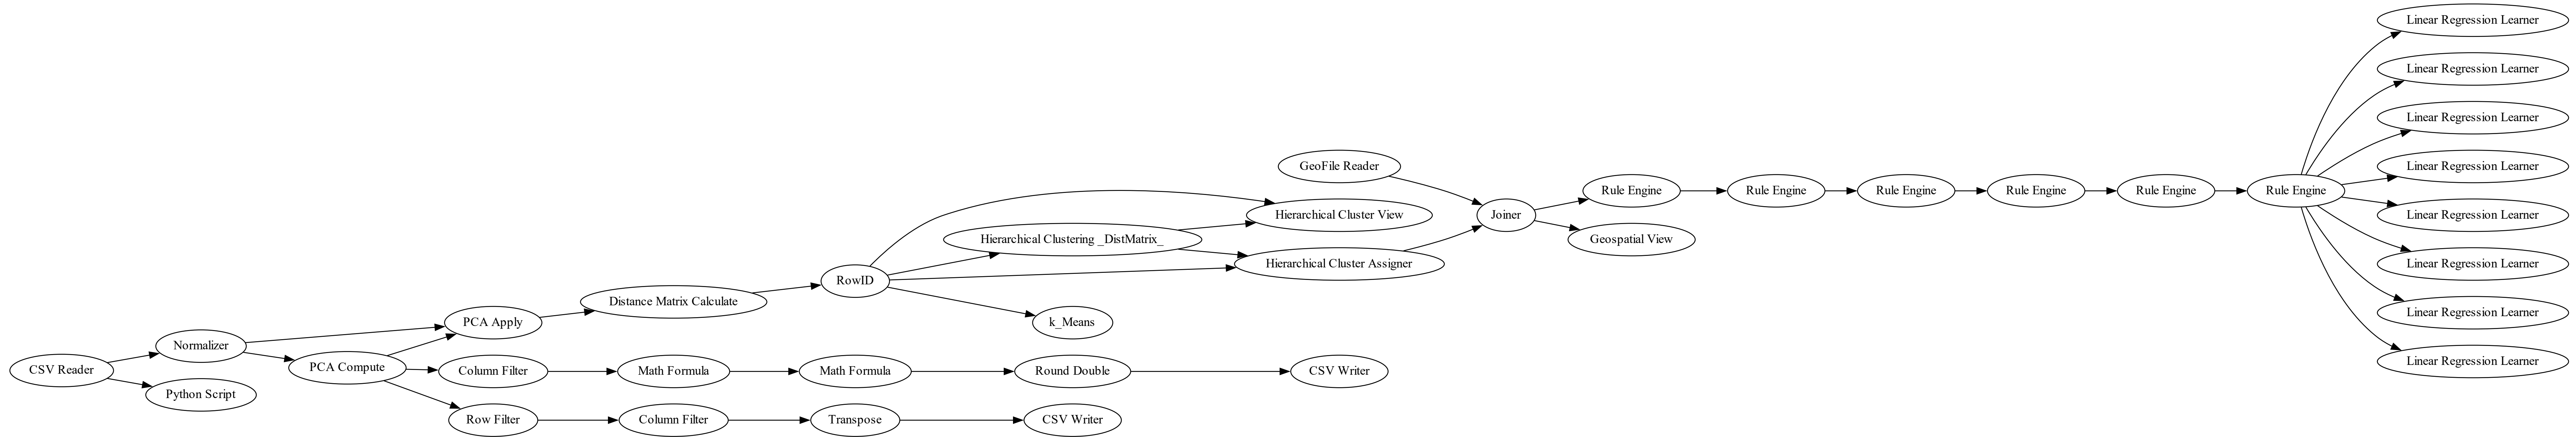 Linear Regression Learner
Linear Regression Learner
Linear Regression Learner
GeoFile Reader
Linear Regression Learner
Rule Engine
Rule Engine
Rule Engine
Rule Engine
Rule Engine
Rule Engine
Hierarchical Cluster View
Joiner
Linear Regression Learner
Hierarchical Clustering _DistMatrix_
Geospatial View
Hierarchical Cluster Assigner
Linear Regression Learner
RowID
Distance Matrix Calculate
Linear Regression Learner
PCA Apply
k_Means
Normalizer
Linear Regression Learner
CSV Reader
PCA Compute
Column Filter
Math Formula
Math Formula
Round Double
CSV Writer
Python Script
Row Filter
Column Filter
Transpose
CSV Writer